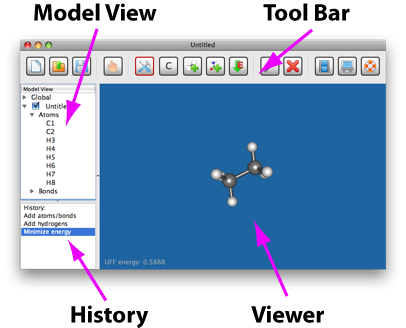 Model View
Tool Bar
Untitled
C
Model View
Global
Untitle
Atoms
C1
C2
H3
H4
H5
H6
H7
H8
Bonds
History:
Add atoms/bonds
Add hydrogens
Minimize energy
UFF energy: 0.5888
History
Viewer